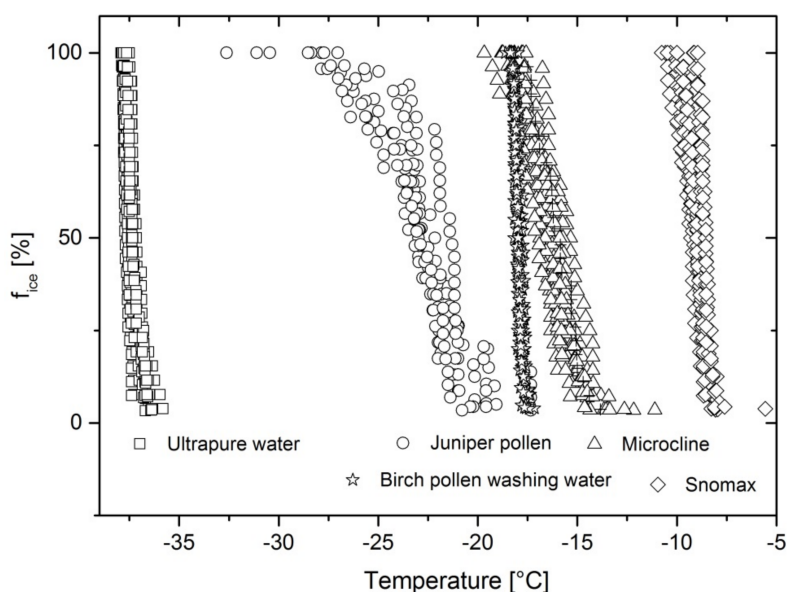 f_ice [%]
100
50
0
Ultrapure water
Juniper pollen
Microcline
Birch pollen washing water
Snomax
-35
-30
-25
-20
-15
-10
-5
Temperature [°C]